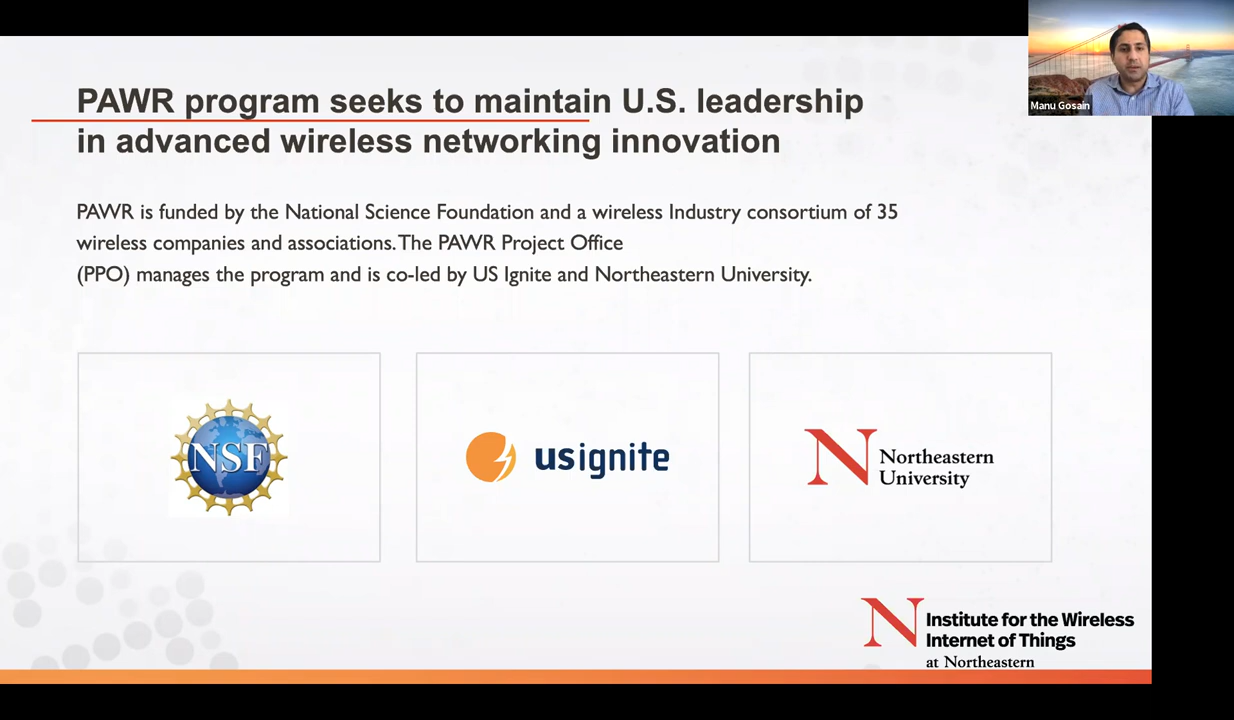 PAWR program seeks to maintain U.S. leadership
in advanced wireless networking innovation
Manu Gosain
PAWR is funded by the National Science Foundation and a wireless Industry consortium of 35
wireless companies and associations. The PAWR Project Office
(PPO) manages the program and is co-led by US Ignite and Northeastern University.
NSF
usignite
N Northeastern
University
N Institute for the Wireless
Internet of Things
at Northeastern